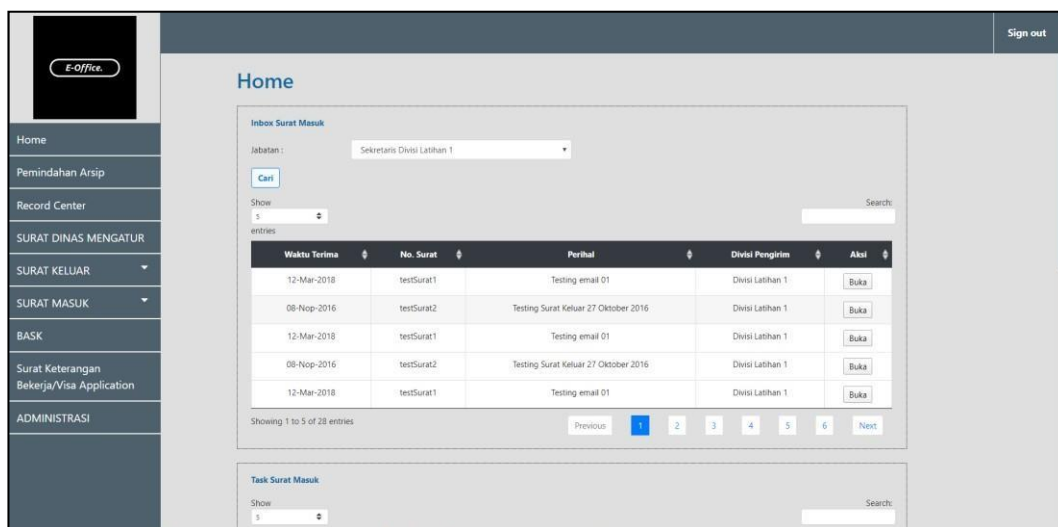 E-Office.
Sign out
Home
Pemindahan Arsip
Record Center
SURAT DINAS MENGATUR
SURAT KELUAR
SURAT MASUK
BASK
Surat Keterangan
Bekerja/Visa Application
ADMINISTRASI
Home
Inbox Surat Masuk
Jabatan : Sekretaris Divisi Latihan 1
Cari
Show Search:
5
entries
Waktu Terima No. Surat Perihal Divisi Pengirim Aksi
12-Mar-2018 testSurat1 Testing email 01 Divisi Latihan 1 Buka
08-Nop-2016 testSurat2 Testing Surat Keluar 27 Oktober 2016 Divisi Latihan 1 Buka
12-Mar-2018 testSurat1 Testing email 01 Divisi Latihan 1 Buka
08-Nop-2016 testSurat2 Testing Surat Keluar 27 Oktober 2016 Divisi Latihan 1 Buka
12-Mar-2018 testSurat1 Testing email 01 Divisi Latihan 1 Buka
Showing 1 to 5 of 28 entries Previous 1 2 3 4 5 6 Next
Task Surat Masuk
Show Search:
5